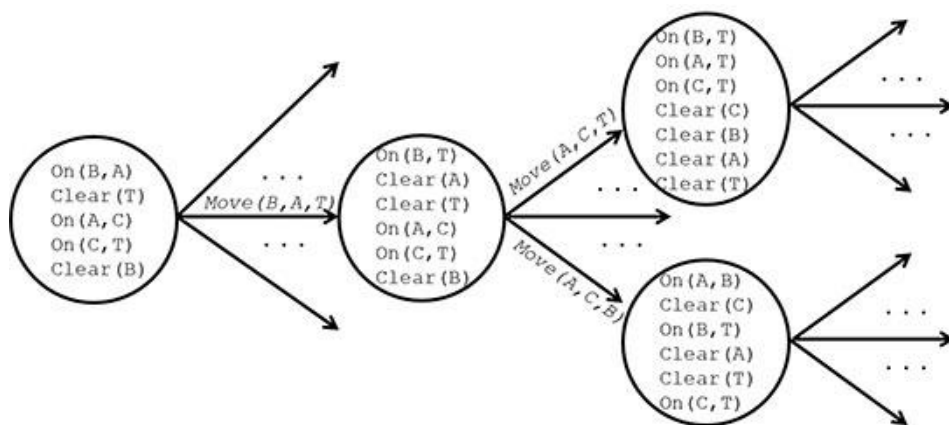 On(B,A)
Clear(T)
On(A,C)
On(C,T)
Clear(B)
. . .
Move(B,A,T)
. . .
On(B,T)
Clear(A)
Clear(T)
On(A,C)
On(C,T)
Clear(B)
Move(A,C,T)
. . .
. . .
Move(A,C,B)
On(B,T)
On(A,T)
On(C,T)
Clear(C)
Clear(B)
Clear(A)
Clear(T)
. . .
. . .
On(A,B)
Clear(C)
On(B,T)
Clear(A)
Clear(T)
On(C,T)
. . .
. . .